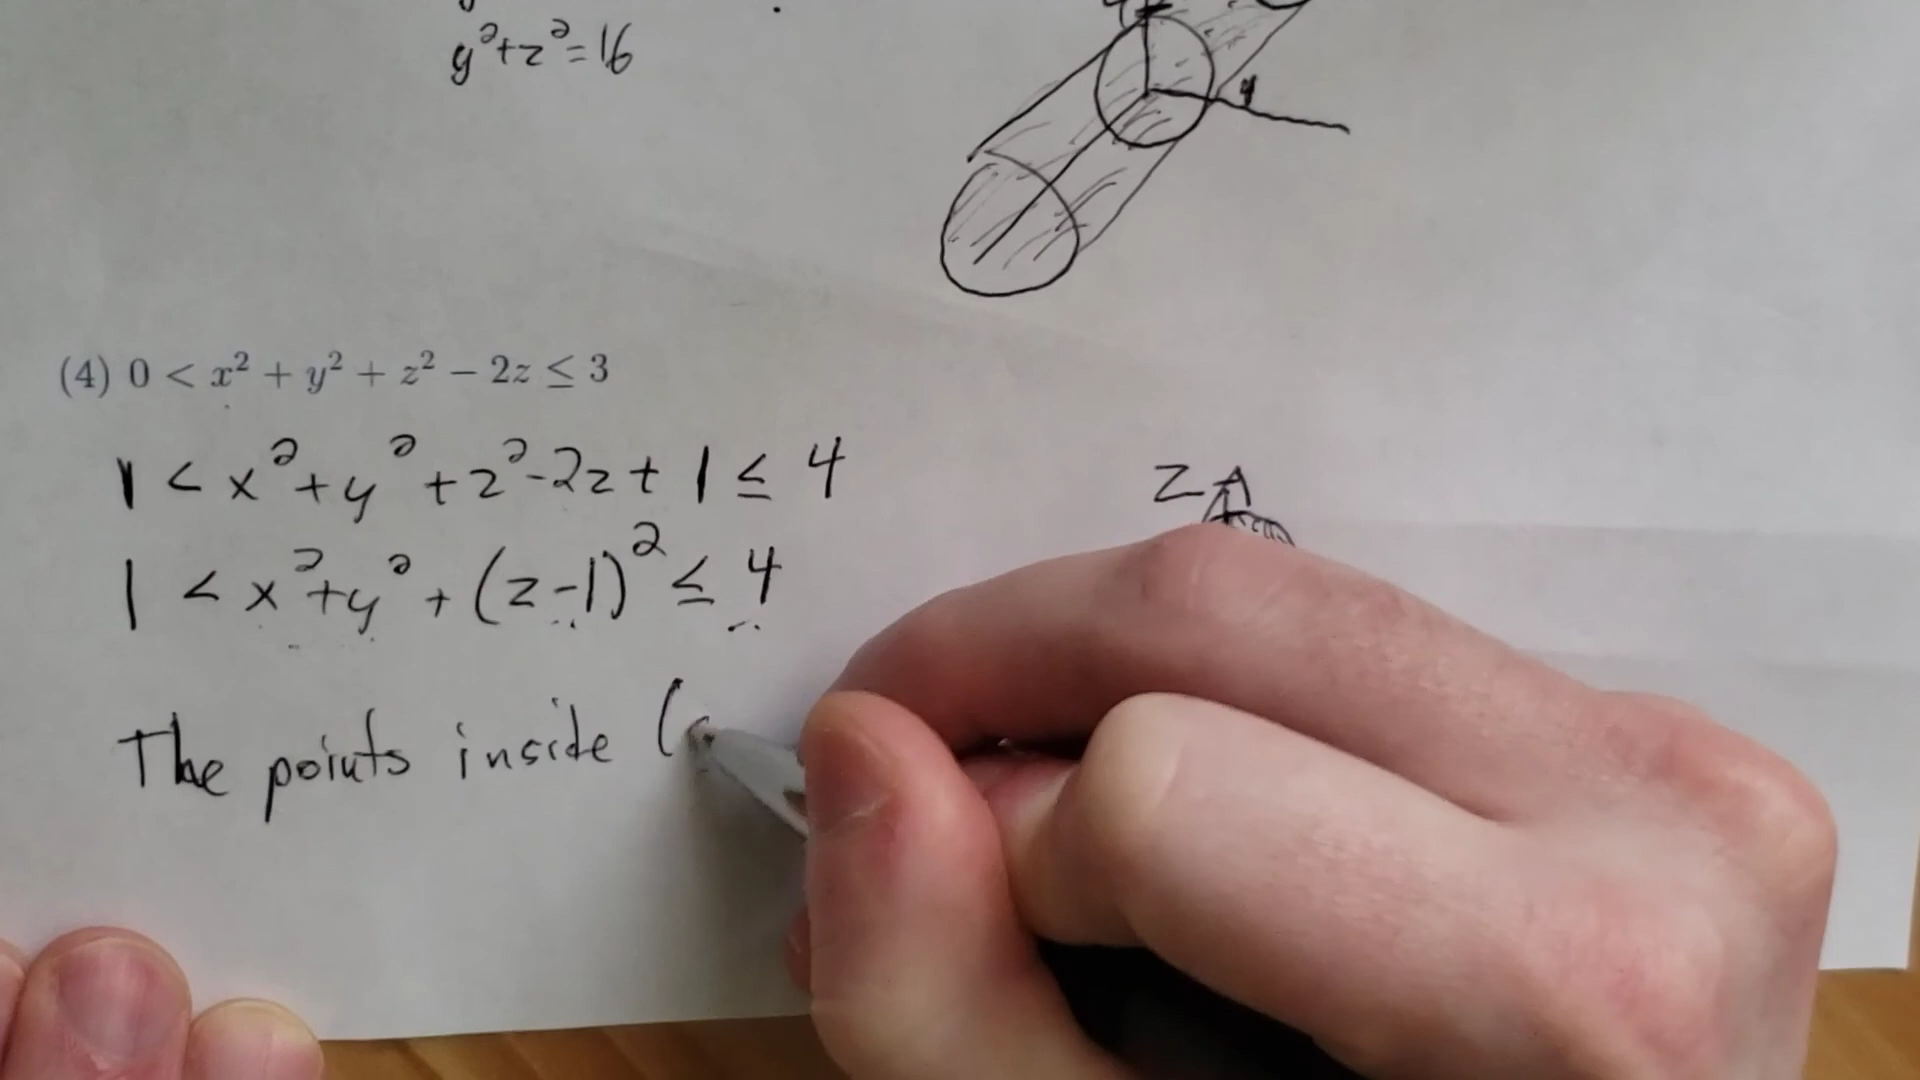 y²+z²=16
4
(4) 0 < x² + y² + z² − 2z ≤ 3
1 < x²+y²+z²-2z+1 ≤ 4
z
1 < x²+y²+(z-1)² ≤ 4
The points inside (